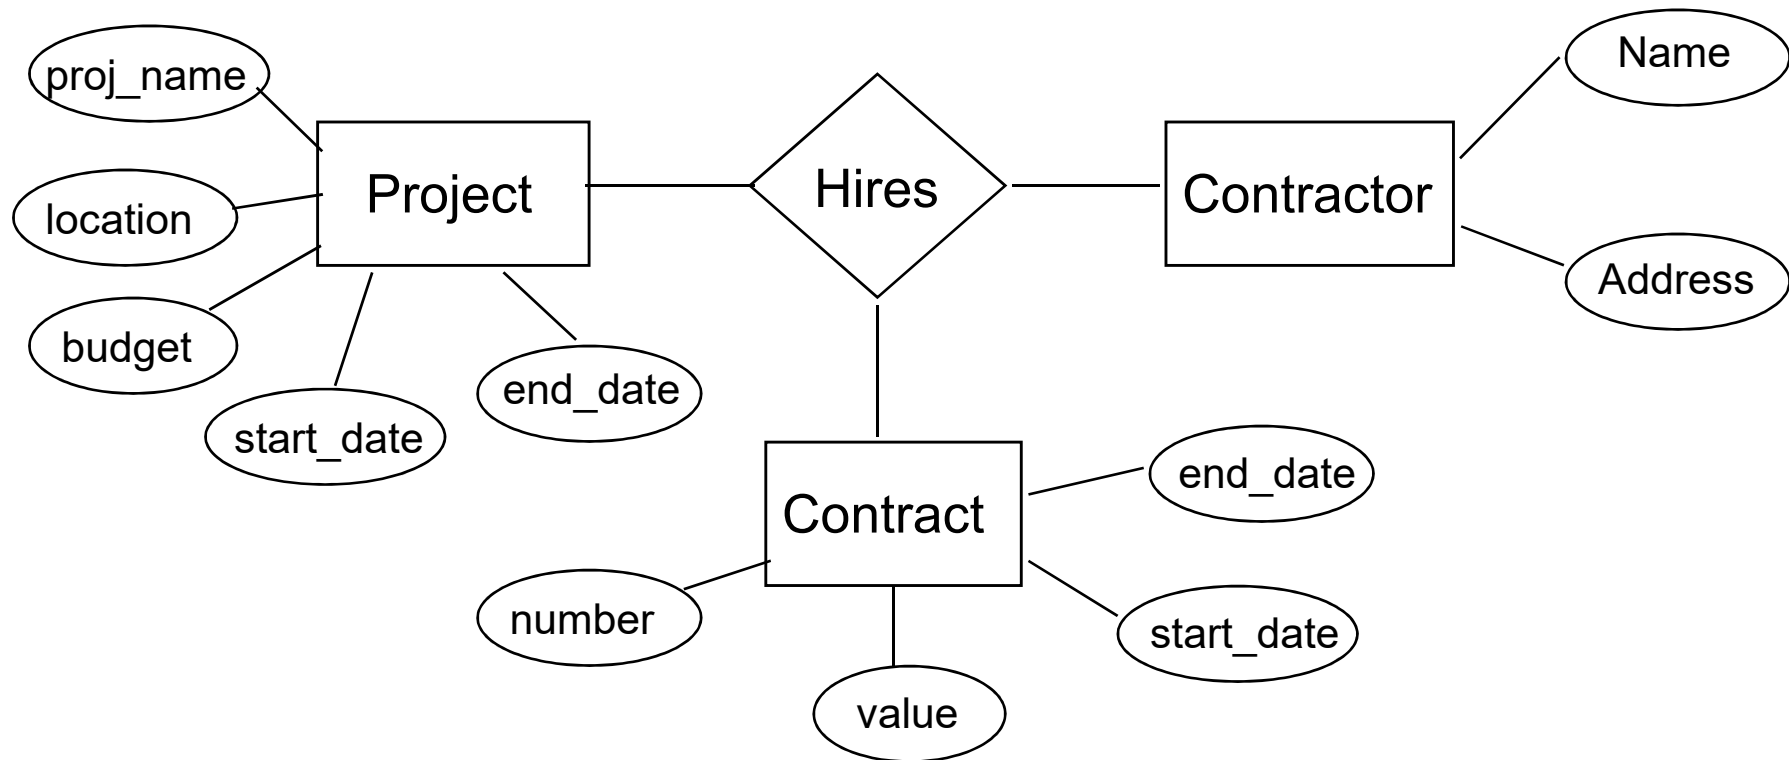 proj_name
Name
Project
Hires
Contractor
location
Address
budget
end_date
start_date
end_date
Contract
number
start_date
value